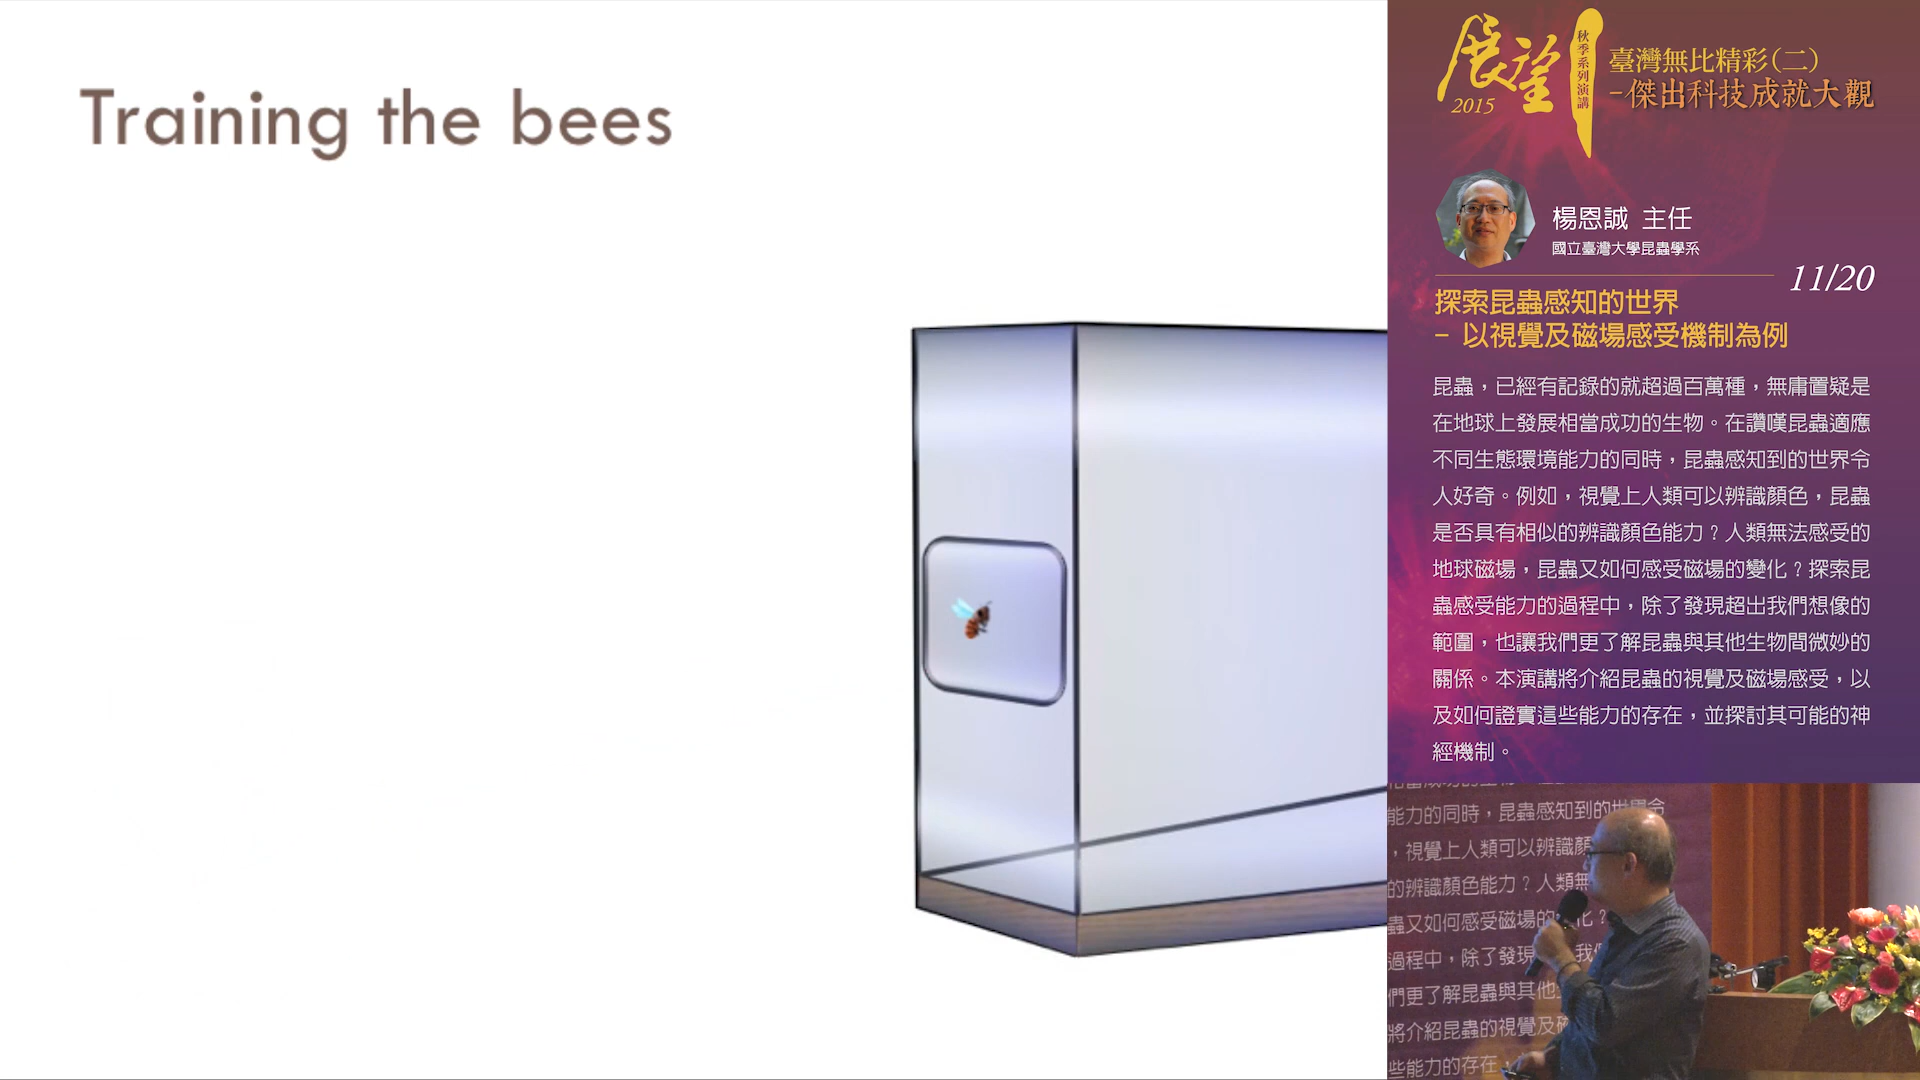 Training the bees
展望
2015
秋季系列演講
臺灣無比精彩(二)
-傑出科技成就大觀
楊恩誠 主任
國立臺灣大學昆蟲學系
11/20
探索昆蟲感知的世界
- 以視覺及磁場感受機制為例
昆蟲，已經有記錄的就超過百萬種，無庸置疑是
在地球上發展相當成功的生物。在讚嘆昆蟲適應
不同生態環境能力的同時，昆蟲感知到的世界令
人好奇。例如，視覺上人類可以辨識顏色，昆蟲
是否具有相似的辨識顏色能力？人類無法感受的
地球磁場，昆蟲又如何感受磁場的變化？探索昆
蟲感受能力的過程中，除了發現超出我們想像的
範圍，也讓我們更了解昆蟲與其他生物間微妙的
關係。本演講將介紹昆蟲的視覺及磁場感受，以
及如何證實這些能力的存在，並探討其可能的神
經機制。
能力的同時，昆蟲感知到的世界令
，視覺上人類可以辨識顏
的辨識顏色能力？人類無
蟲又如何感受磁場的變化？
過程中，除了發現 我
們更了解昆蟲與其他
將介紹昆蟲的視覺及磁
些能力的存在，